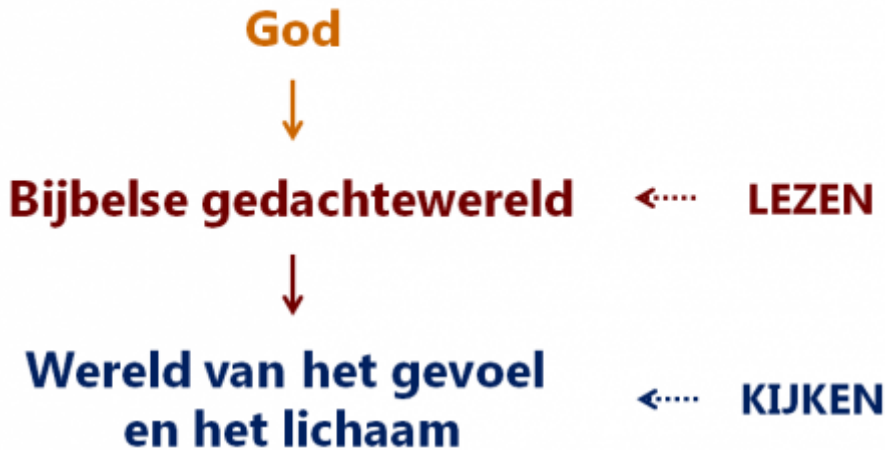 God
Bijbelse gedachtewereld
LEZEN
Wereld van het gevoel
en het lichaam
KIJKEN